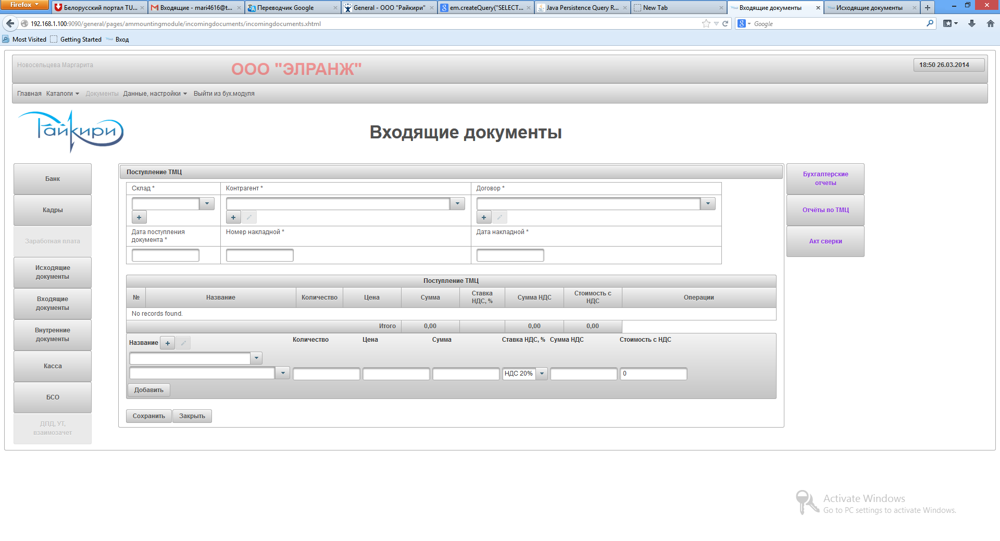 Firefox
Белорусский портал TU...
Входящие - mari4616@t...
Переводчик Google
General - ООО "Райкири"
em.createQuery("SELECT...
Java Persistence Query R...
New Tab
Входящие документы
Исходящие документы
192.168.1.100:9090/general/pages/ammountingmodule/incomingdocuments/incomingdocuments.xhtml
Google
Most Visited
Getting Started
Вход
Новосельцева Маргарита
ООО "ЭЛРАНЖ"
18:50 26.03.2014
Главная
Каталоги
Документы
Данные, настройки
Выйти из бух.модуля
Райкири
Входящие документы
Банк
Кадры
Заработная плата
Исходящие
документы
Входящие
документы
Внутренние
документы
Касса
БСО
ДПД, УТ,
взаимозачет
Поступление ТМЦ
Склад *
Контрагент *
Договор *
Дата поступления
документа *
Номер накладной *
Дата накладной *
Поступление ТМЦ
№
Название
Количество
Цена
Сумма
Ставка
НДС, %
Сумма НДС
Стоимость с
НДС
Операции
No records found.
Итого
0,00
0,00
0,00
Название
Количество
Цена
Сумма
Ставка НДС, %
Сумма НДС
Стоимость с НДС
НДС 20%
0
Добавить
Сохранить
Закрыть
Бухгалтерские
отчеты
Отчёты по ТМЦ
Акт сверки
Activate Windows
Go to PC settings to activate Windows.